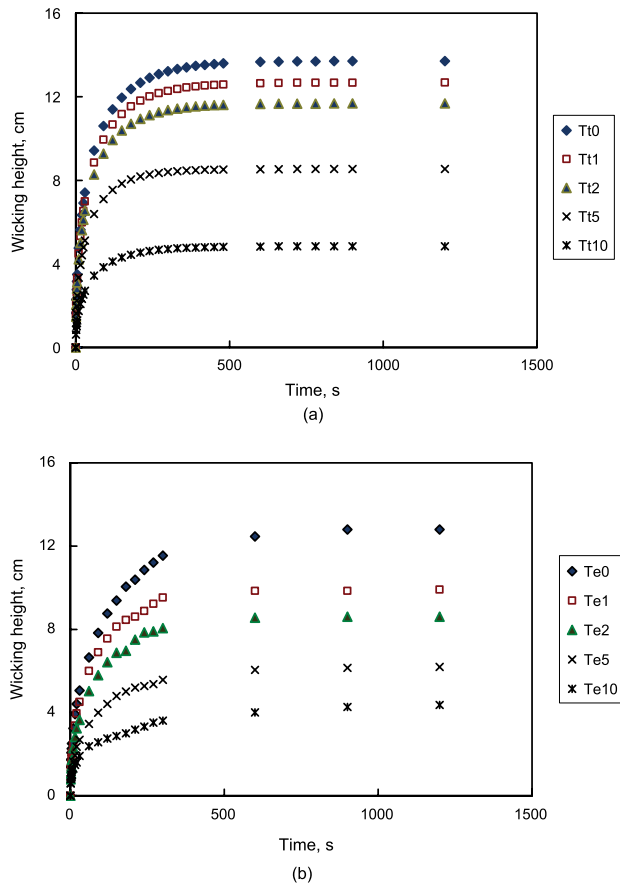 16
12
8
4
0
Wicking height, cm
0 500 1000 1500
Time, s
(a)
Tt0
Tt1
Tt2
Tt5
Tt10
16
12
8
4
0
Wicking height, cm
0 500 1000 1500
Time, s
(b)
Te0
Te1
Te2
Te5
Te10